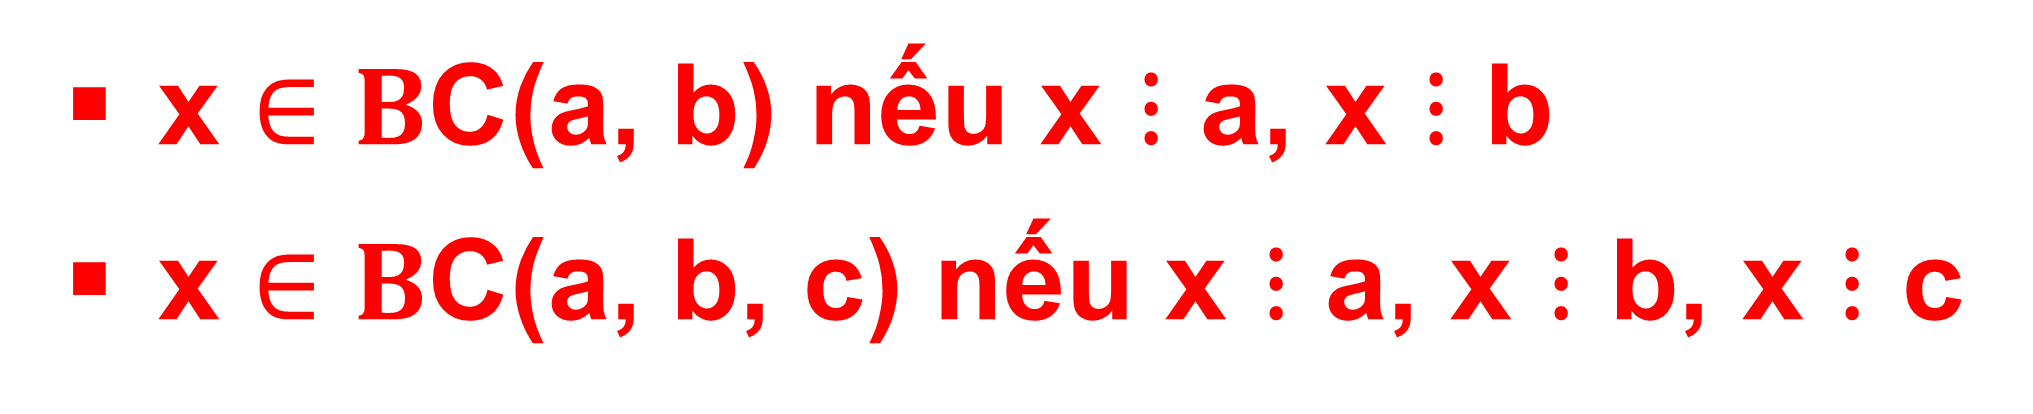 ▪ x ∈ BC(a, b) nếu x ⋮ a, x ⋮ b
▪ x ∈ BC(a, b, c) nếu x ⋮ a, x ⋮ b, x ⋮ c